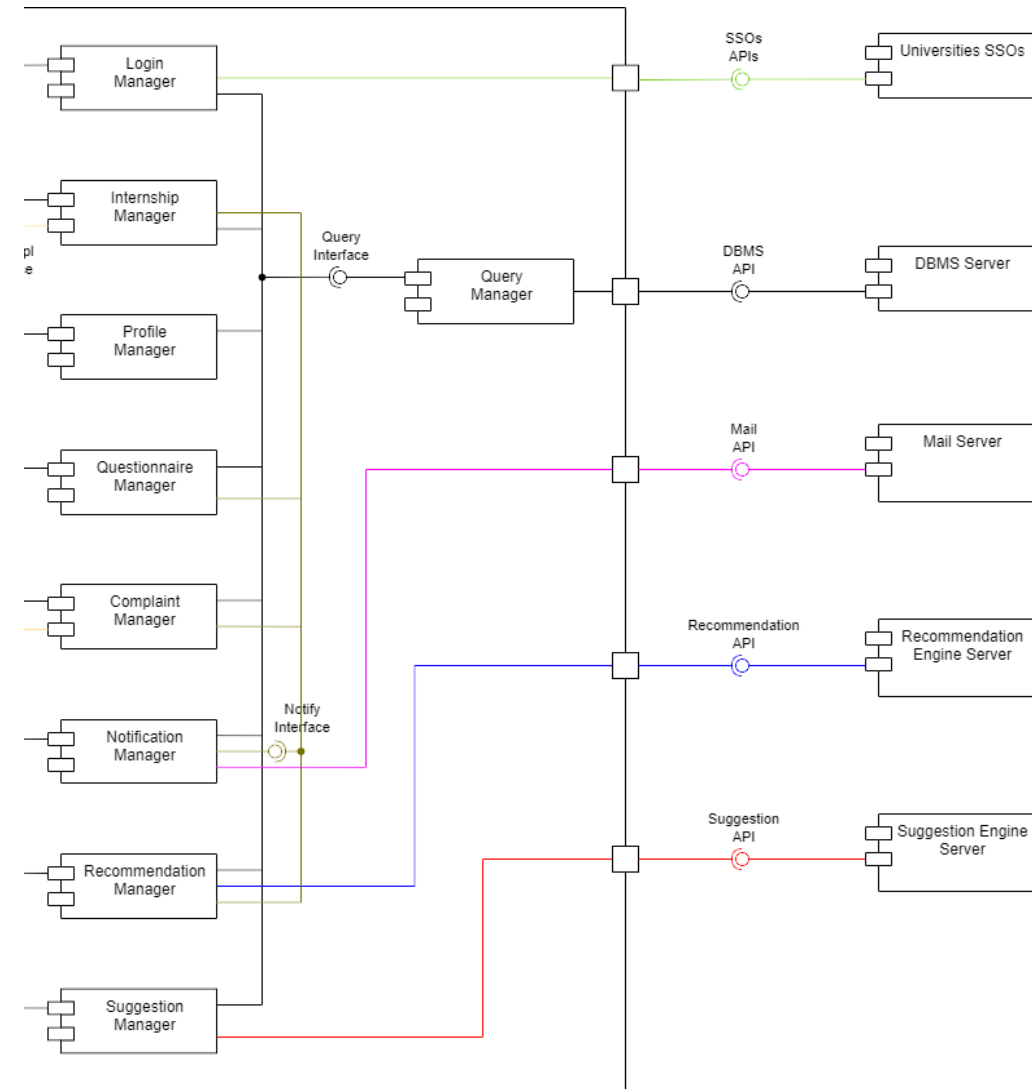 SSOs
APIs
Universities SSOs
Login
Manager
Internship
Manager
pl
e
Query
Interface
Query
Manager
DBMS
API
DBMS Server
Profile
Manager
Mail
API
Mail Server
Questionnaire
Manager
Complaint
Manager
Recommendation
API
Recommendation
Engine Server
Notify
Interface
Notification
Manager
Suggestion
API
Suggestion Engine
Server
Recommendation
Manager
Suggestion
Manager